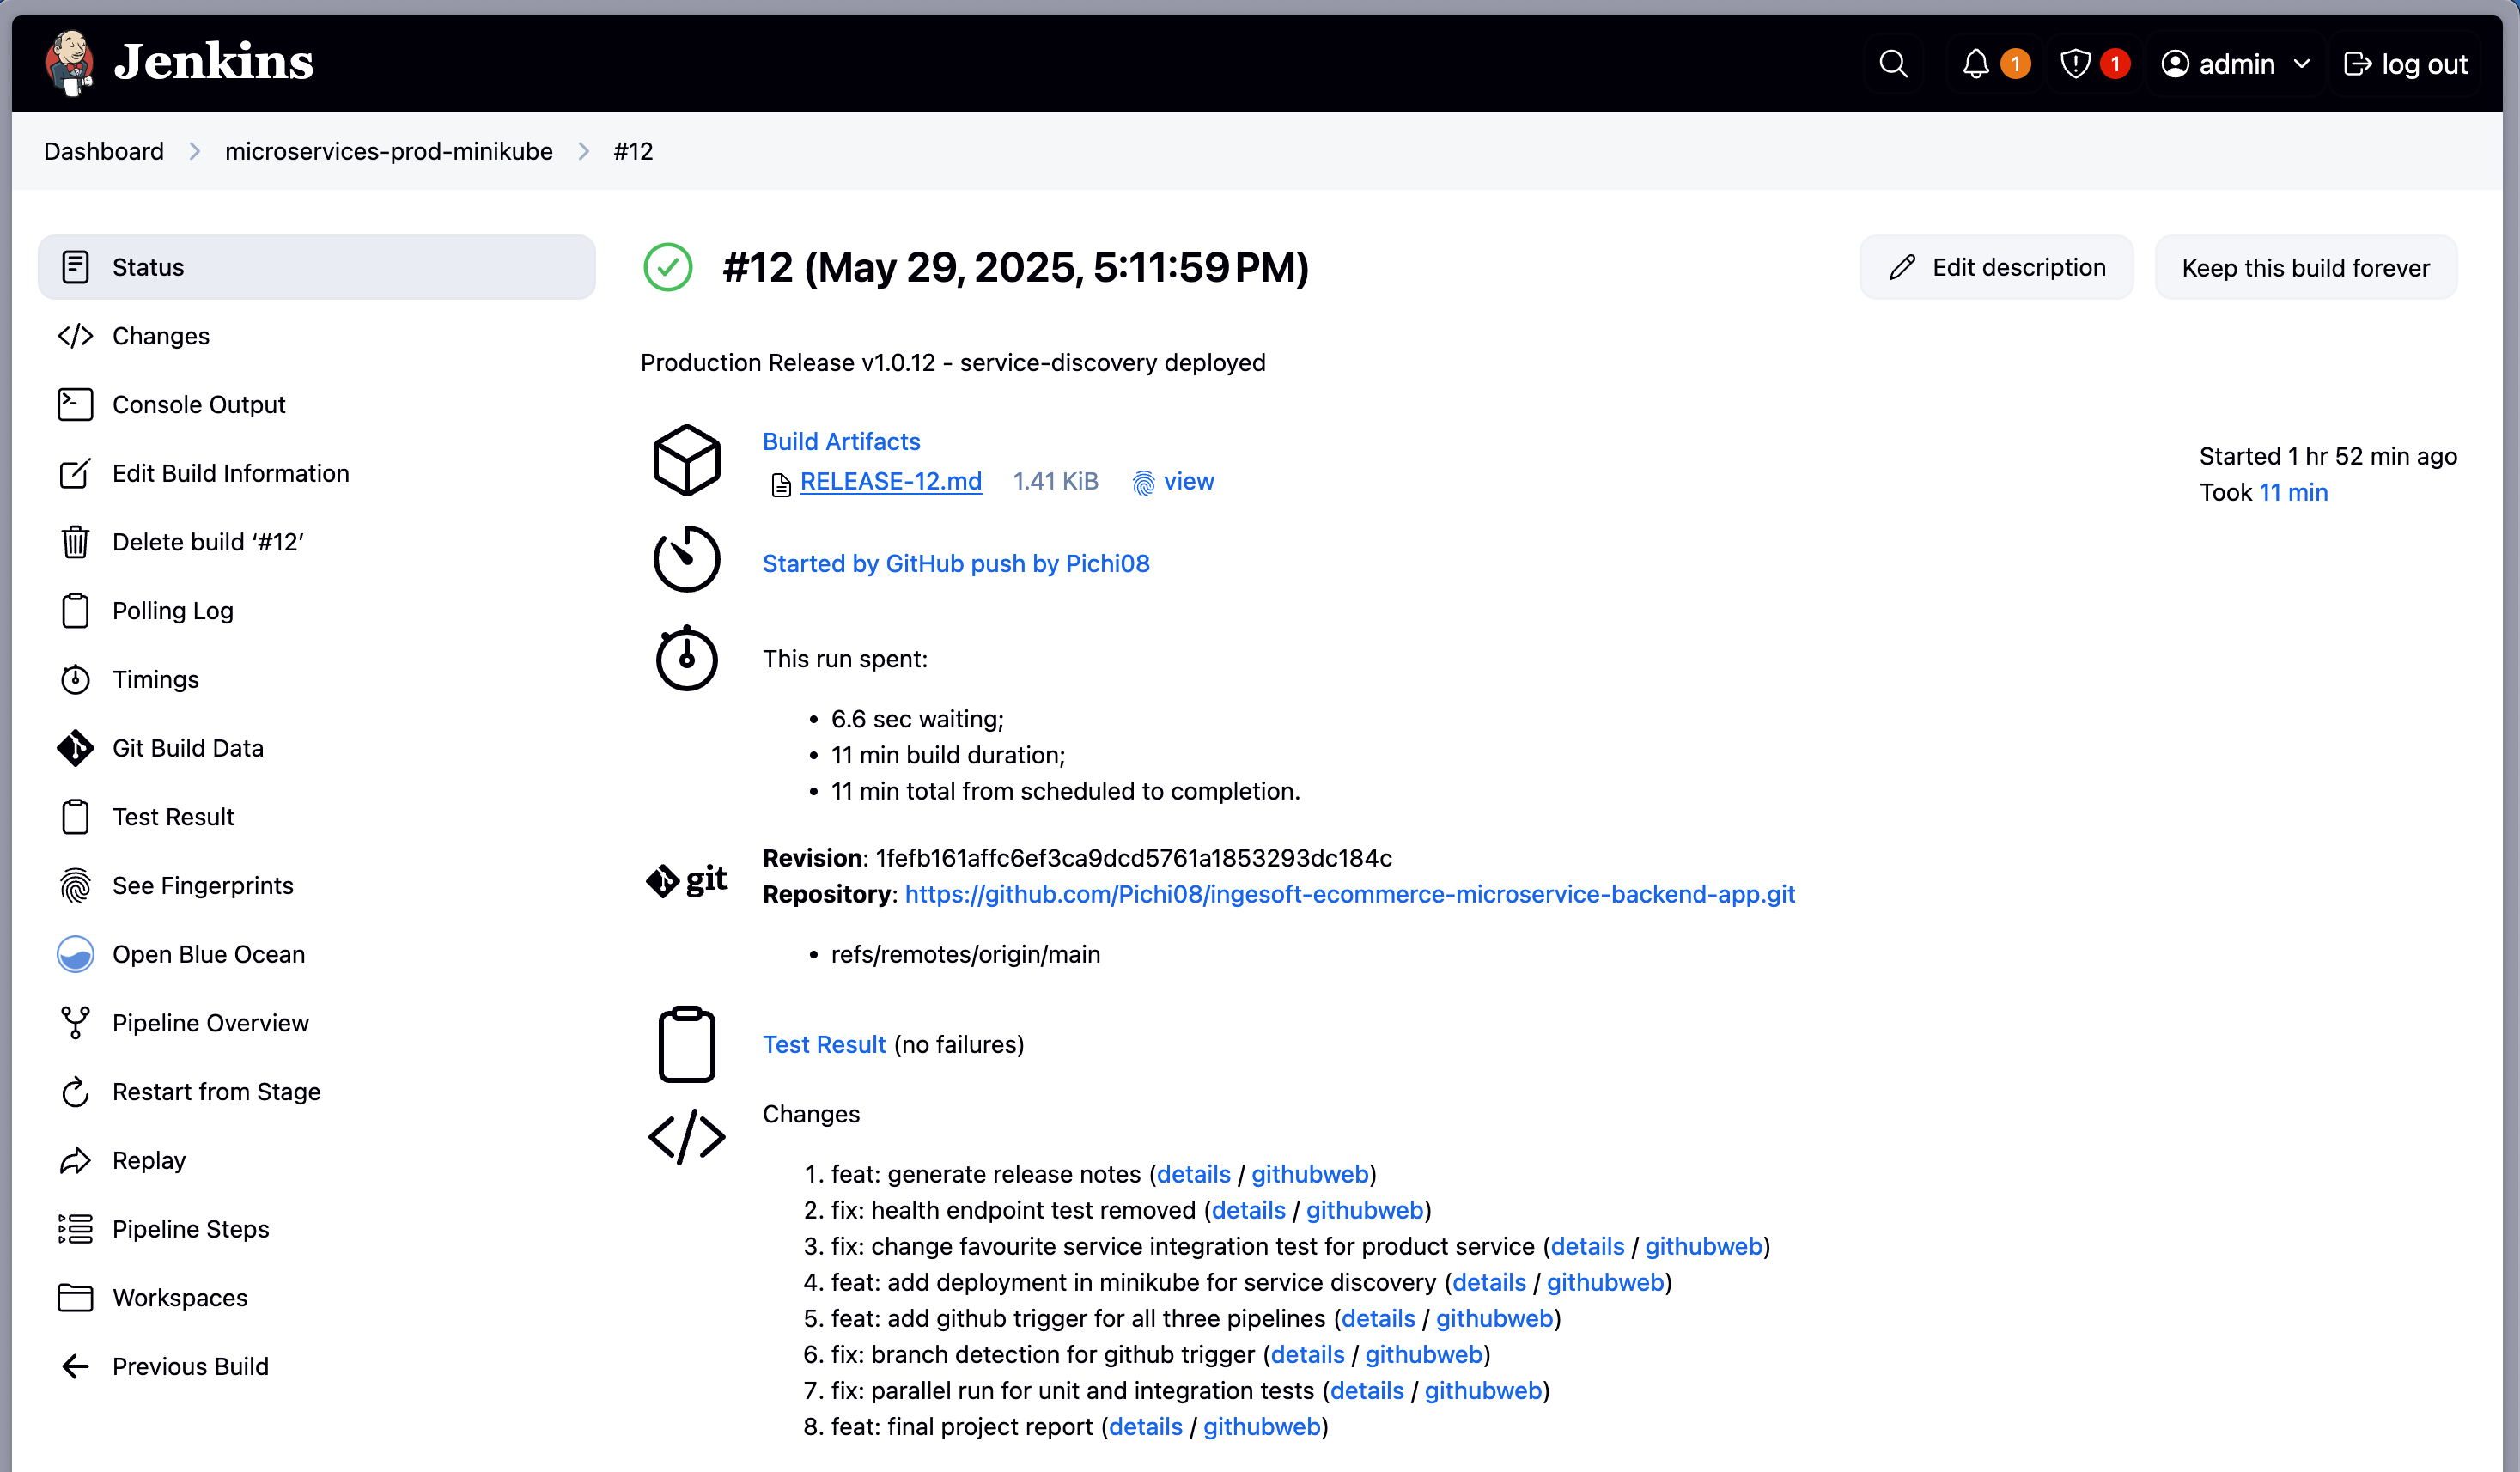 Jenkins
1
1
admin
log out
Dashboard > microservices-prod-minikube > #12
Status
Changes
Console Output
Edit Build Information
Delete build ‘#12’
Polling Log
Timings
Git Build Data
Test Result
See Fingerprints
Open Blue Ocean
Pipeline Overview
Restart from Stage
Replay
Pipeline Steps
Workspaces
Previous Build
#12 (May 29, 2025, 5:11:59 PM)
Edit description
Keep this build forever
Production Release v1.0.12 - service-discovery deployed
Build Artifacts
RELEASE-12.md 1.41 KiB view
Started 1 hr 52 min ago
Took 11 min
Started by GitHub push by Pichi08
This run spent:
• 6.6 sec waiting;
• 11 min build duration;
• 11 min total from scheduled to completion.
git
Revision: 1fefb161affc6ef3ca9dcd5761a1853293dc184c
Repository: https://github.com/Pichi08/ingesoft-ecommerce-microservice-backend-app.git
• refs/remotes/origin/main
Test Result (no failures)
Changes
1. feat: generate release notes (details / githubweb)
2. fix: health endpoint test removed (details / githubweb)
3. fix: change favourite service integration test for product service (details / githubweb)
4. feat: add deployment in minikube for service discovery (details / githubweb)
5. feat: add github trigger for all three pipelines (details / githubweb)
6. fix: branch detection for github trigger (details / githubweb)
7. fix: parallel run for unit and integration tests (details / githubweb)
8. feat: final project report (details / githubweb)